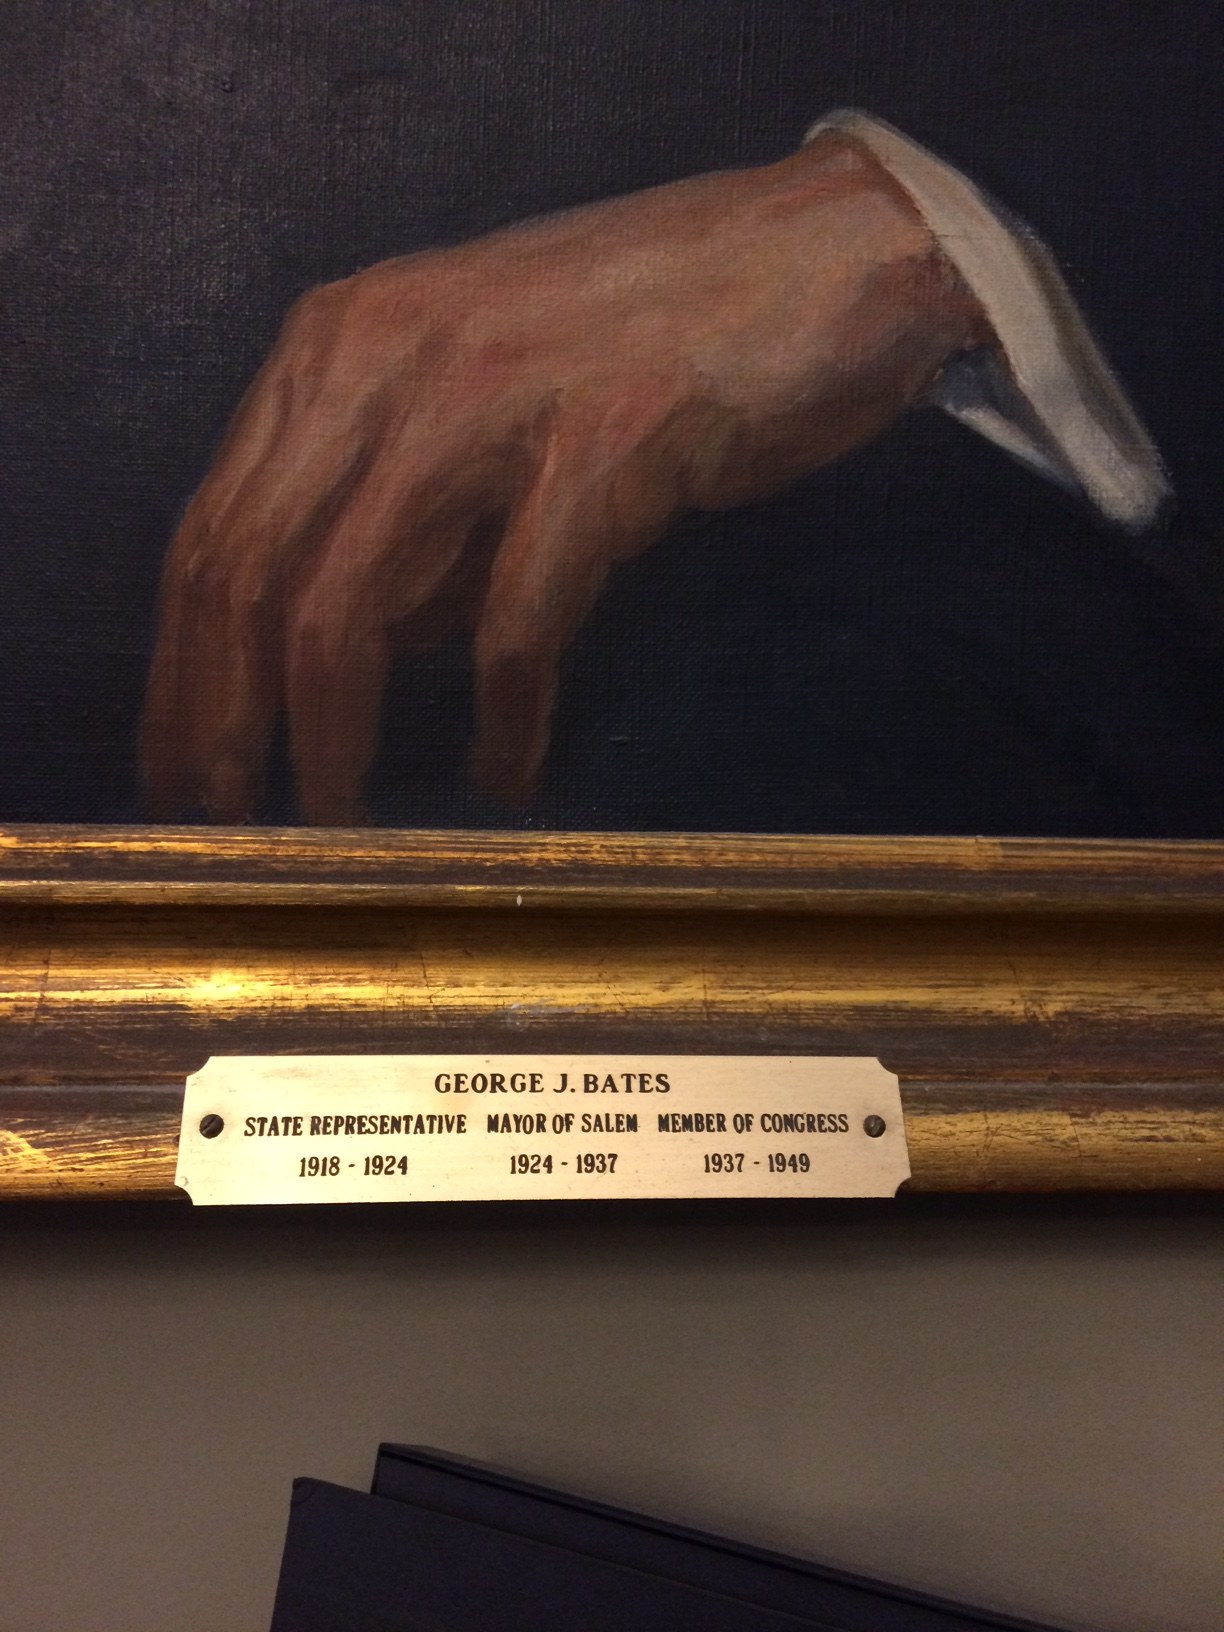 GEORGE J. BATES
STATE REPRESENTATIVE MAYOR OF SALEM MEMBER OF CONGRESS
1918 - 1924 1924 - 1937 1937 - 1949